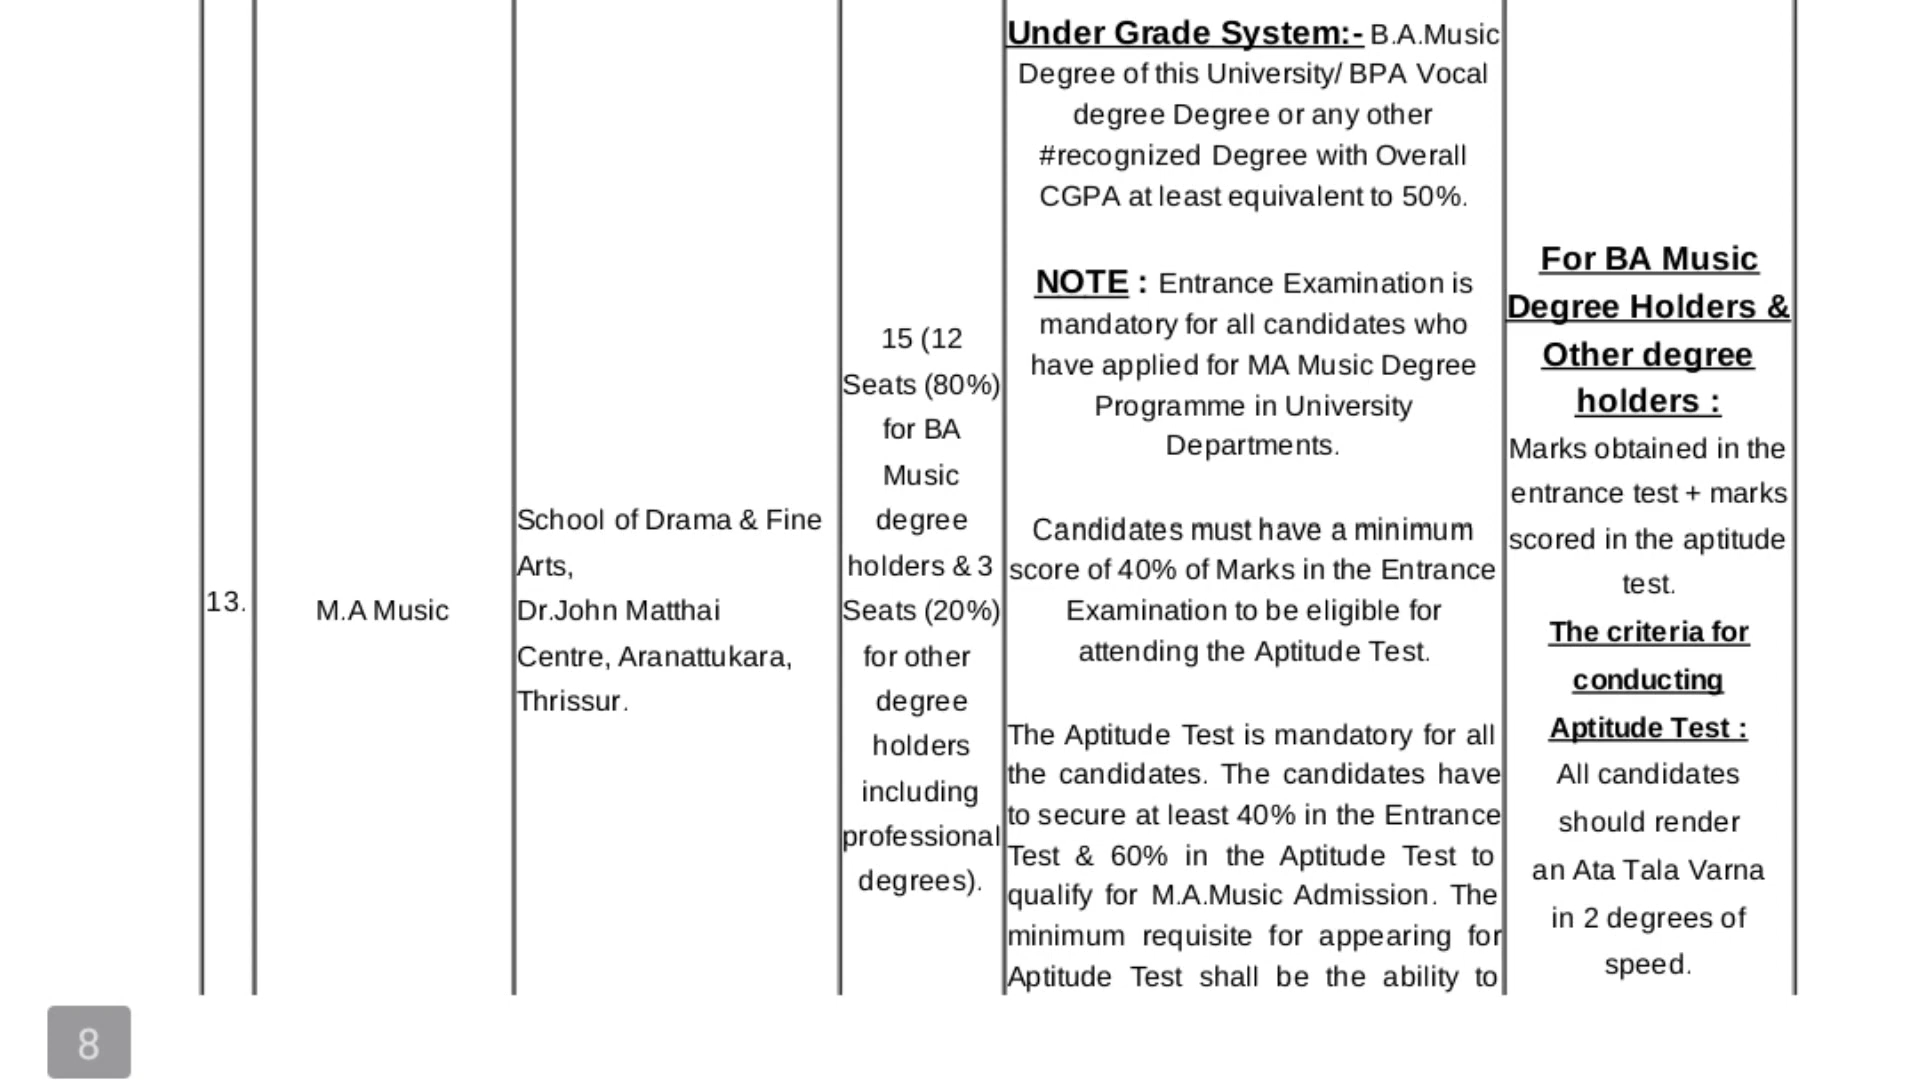 13.
M.A Music
School of Drama & Fine
Arts,
Dr.John Matthai
Centre, Aranattukara,
Thrissur.
15 (12
Seats (80%)
for BA
Music
degree
holders & 3
Seats (20%)
for other
degree
holders
including
professional
degrees).
Under Grade System:- B.A.Music
Degree of this University/ BPA Vocal
degree Degree or any other
#recognized Degree with Overall
CGPA at least equivalent to 50%.
NOTE : Entrance Examination is
mandatory for all candidates who
have applied for MA Music Degree
Programme in University
Departments.
Candidates must have a minimum
score of 40% of Marks in the Entrance
Examination to be eligible for
attending the Aptitude Test.
The Aptitude Test is mandatory for all
the candidates. The candidates have
to secure at least 40% in the Entrance
Test & 60% in the Aptitude Test to
qualify for M.A.Music Admission. The
minimum requisite for appearing for
Aptitude Test shall be the ability to
For BA Music
Degree Holders &
Other degree
holders :
Marks obtained in the
entrance test + marks
scored in the aptitude
test.
The criteria for
conducting
Aptitude Test :
All candidates
should render
an Ata Tala Varna
in 2 degrees of
speed.
8